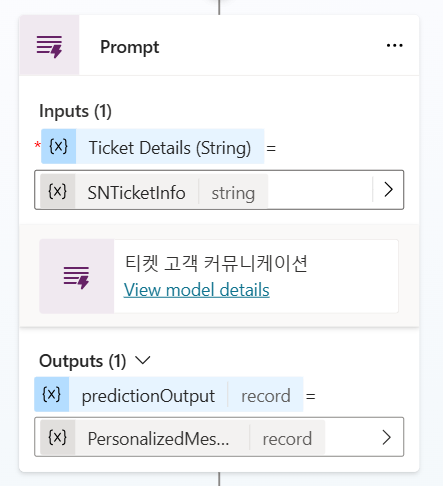 Prompt
Inputs (1)
* {x} Ticket Details (String) =
{x} SNTicketInfo string
티켓 고객 커뮤니케이션
View model details
Outputs (1)
{x} predictionOutput record =
{x} PersonalizedMes... record